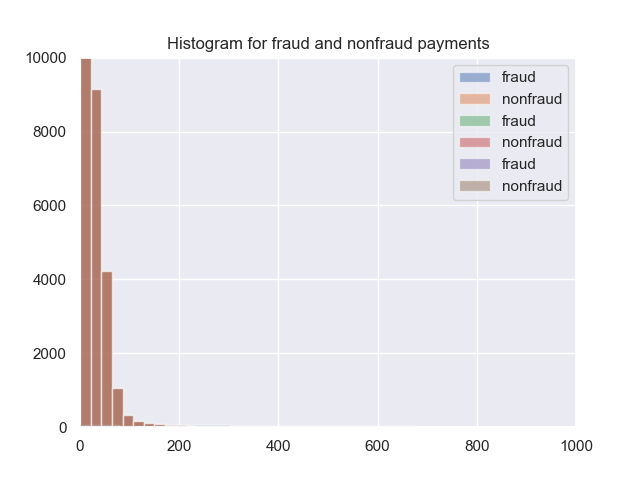 Histogram for fraud and nonfraud payments
10000
8000
6000
4000
2000
0
0 200 400 600 800 1000
fraud
nonfraud
fraud
nonfraud
fraud
nonfraud